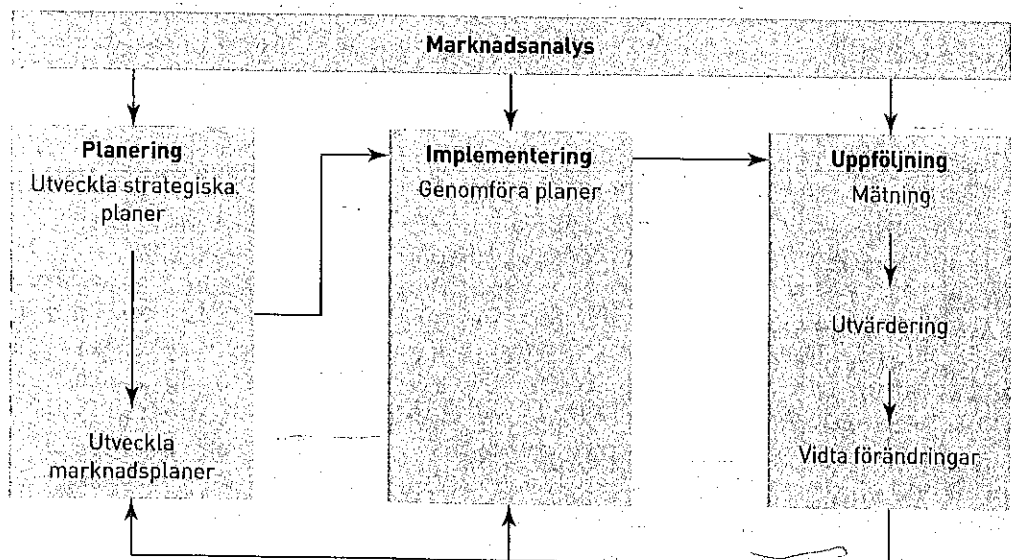 Marknadsanalys
Planering
Utveckla strategiska
planer
Utveckla
marknadsplaner
Implementering
Genomföra planer
Uppföljning
Mätning
Utvärdering
Vidta förändringar